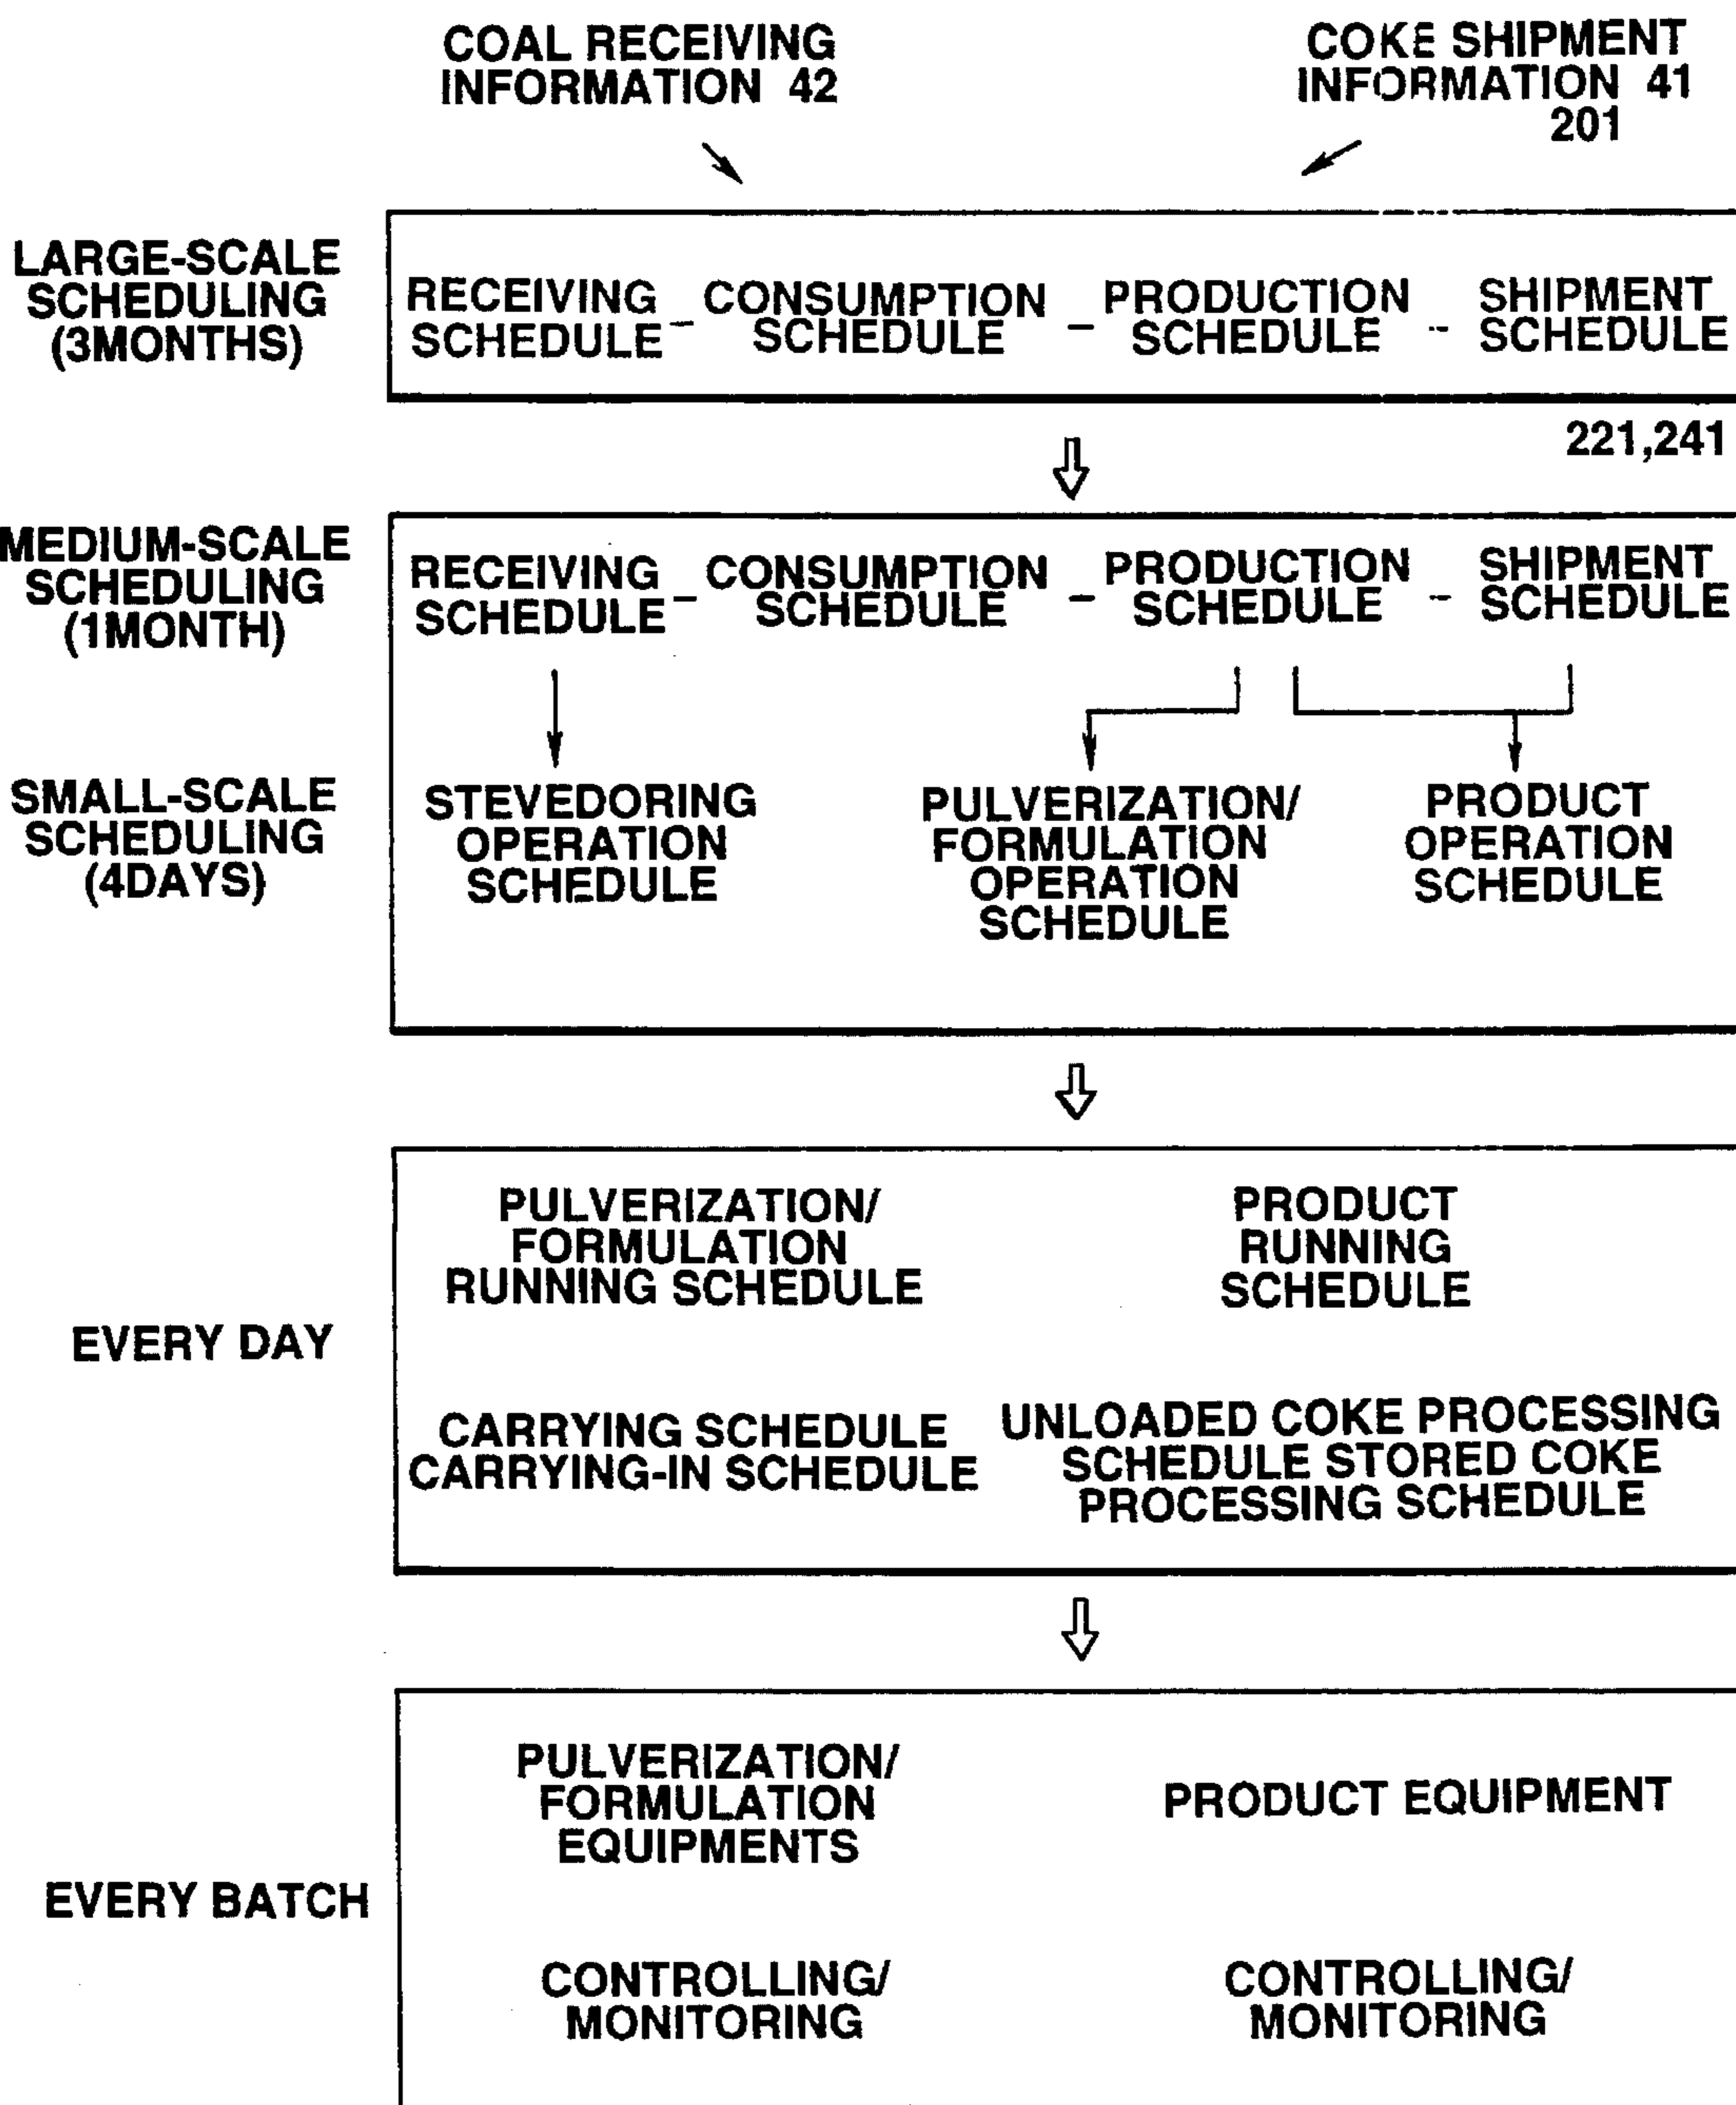 COAL RECEIVING
INFORMATION 42
COKE SHIPMENT
INFORMATION 41
201
LARGE-SCALE
SCHEDULING
(3MONTHS)
RECEIVING
SCHEDULE
-
CONSUMPTION
SCHEDULE
-
PRODUCTION
SCHEDULE
-
SHIPMENT
SCHEDULE
221,241
MEDIUM-SCALE
SCHEDULING
(1MONTH)
RECEIVING
SCHEDULE
-
CONSUMPTION
SCHEDULE
-
PRODUCTION
SCHEDULE
-
SHIPMENT
SCHEDULE
SMALL-SCALE
SCHEDULING
(4DAYS)
STEVEDORING
OPERATION
SCHEDULE
PULVERIZATION/
FORMULATION
OPERATION
SCHEDULE
PRODUCT
OPERATION
SCHEDULE
EVERY DAY
PULVERIZATION/
FORMULATION
RUNNING SCHEDULE
PRODUCT
RUNNING
SCHEDULE
CARRYING SCHEDULE
CARRYING-IN SCHEDULE
UNLOADED COKE PROCESSING
SCHEDULE STORED COKE
PROCESSING SCHEDULE
EVERY BATCH
PULVERIZATION/
FORMULATION
EQUIPMENTS
PRODUCT EQUIPMENT
CONTROLLING/
MONITORING
CONTROLLING/
MONITORING